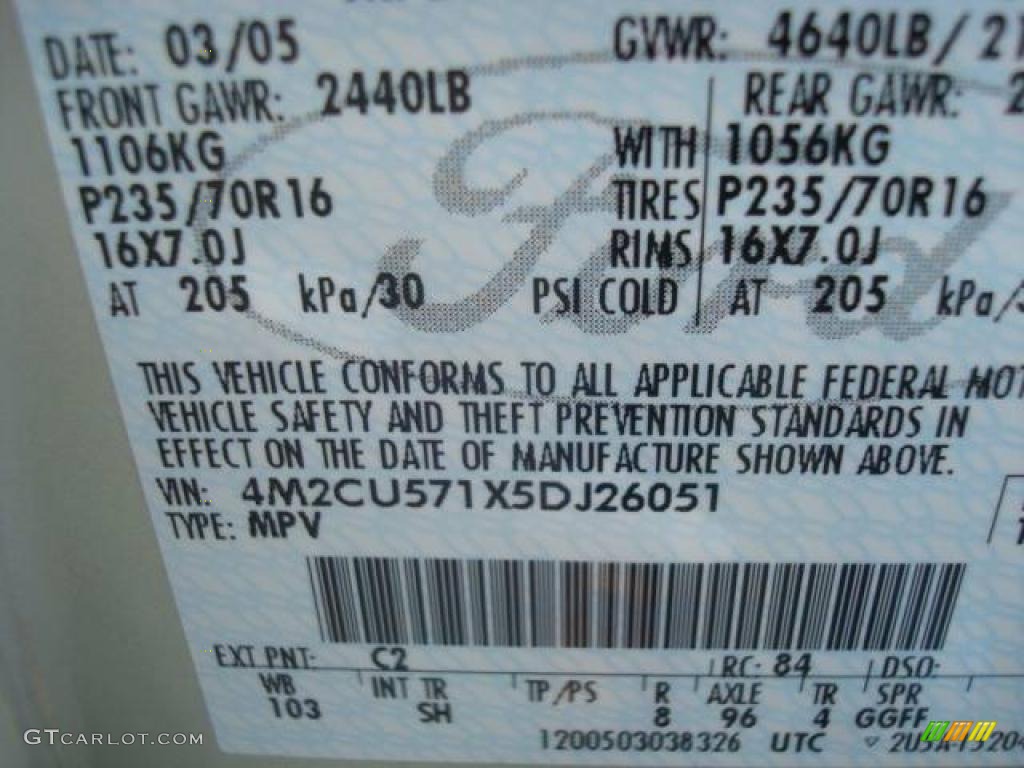 DATE: 03/05 GVWR: 4640LB / 21
FRONT GAWR: 2440LB REAR GAWR: 2
1106KG WITH 1056KG
P235/70R16 TIRES P235/70R16
16X7.0J RIMS 16X7.0J
AT 205 kPa/30 PSI COLD AT 205 kPa/
Ford
THIS VEHICLE CONFORMS TO ALL APPLICABLE FEDERAL MOT
VEHICLE SAFETY AND THEFT PREVENTION STANDARDS IN
EFFECT ON THE DATE OF MANUFACTURE SHOWN ABOVE.
VIN: 4M2CU571X5DJ26051
TYPE: MPV
EXT PNT: C2 RC: 84 DSO:
WB INT TR TP/PS R AXLE TR SPR
103 SH 8 96 4 GGFF
1200503038326 UTC
GTCARLOT.COM